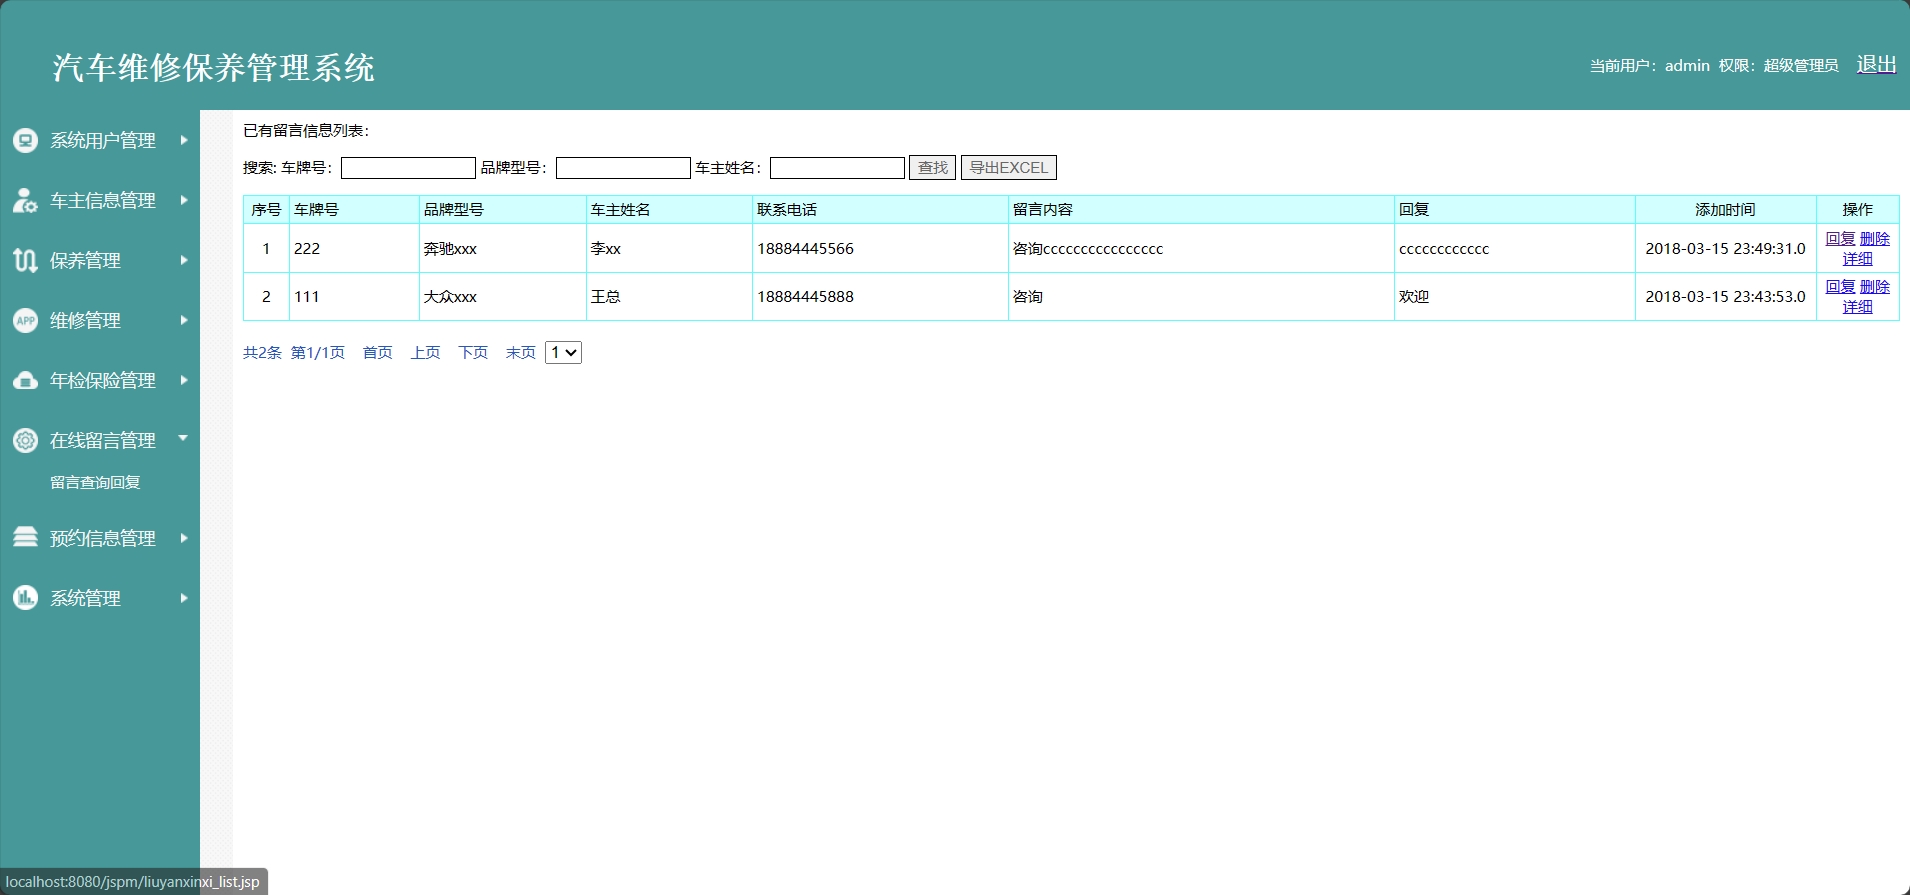 汽车维修保养管理系统
当前用户：admin 权限：超级管理员 退出
系统用户管理
车主信息管理
保养管理
APP 维修管理
年检保险管理
在线留言管理
留言查询回复
预约信息管理
系统管理
已有留言信息列表：
搜索: 车牌号： 品牌型号： 车主姓名： 查找 导出EXCEL
序号 车牌号 品牌型号 车主姓名 联系电话 留言内容 回复 添加时间 操作
1 222 奔驰xxx 李xx 18884445566 咨询cccccccccccccccc cccccccccccc 2018-03-15 23:49:31.0 回复 删除
详细
2 111 大众xxx 王总 18884445888 咨询 欢迎 2018-03-15 23:43:53.0 回复 删除
详细
共2条 第1/1页 首页 上页 下页 末页 1
localhost:8080/jspm/liuyanxinxi_list.jsp